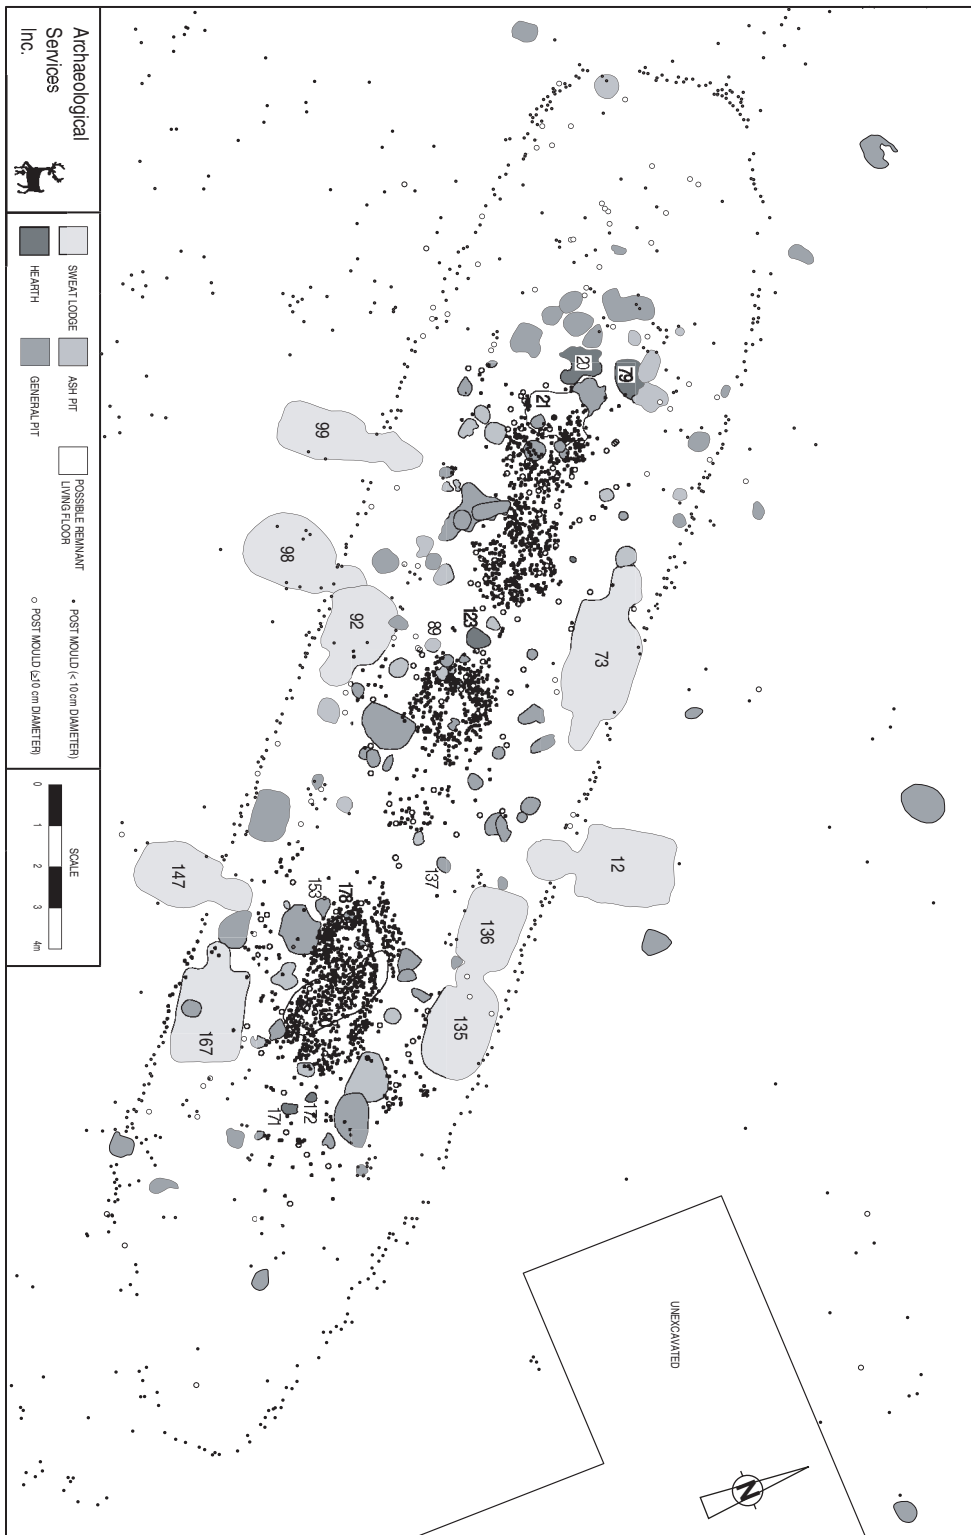 Archaeological
Services
Inc.
SWEAT LODGE
HEARTH
ASH PIT
GENERAL PIT
POSSIBLE REMNANT
LIVING FLOOR
POST MOULD (< 10 cm DIAMETER)
POST MOULD (≥10 cm DIAMETER)
SCALE
0
1
2
3
4m
20
79
21
99
98
92
89
123
73
12
147
137
153
178
136
135
167
171
172
UNEXCAVATED
N